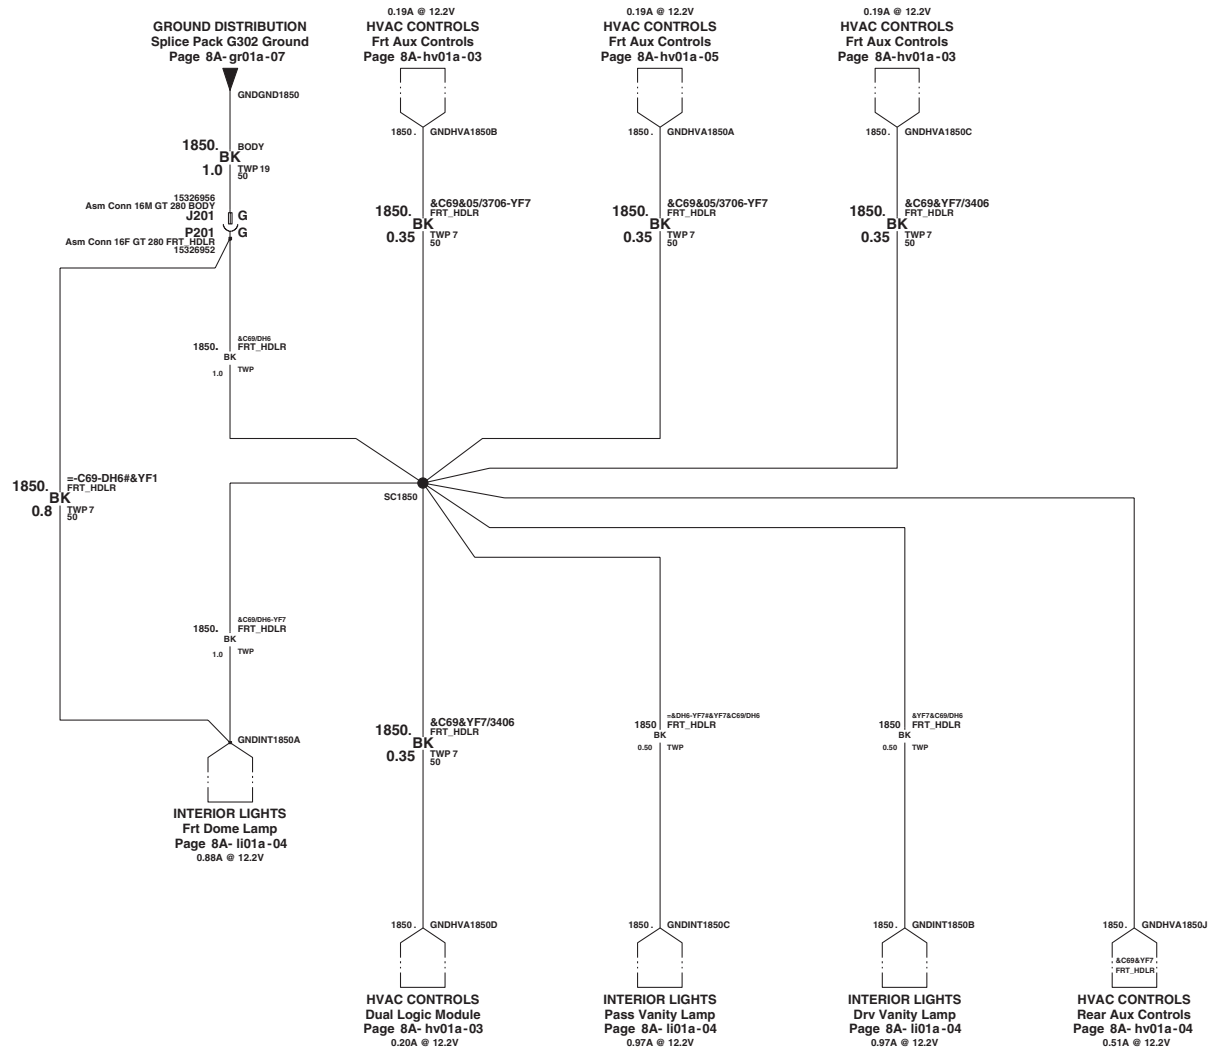 GROUND DISTRIBUTION
Splice Pack G302 Ground
Page 8A- gr01a-07
GNDGND1850
1850.
BODY
BK
1.0
TWP 19
50
15326956
Asm Conn 16M GT 280 BODY
J201
G
P201
G
Asm Conn 16F GT 280 FRT_HDLR
15326952
0.19A @ 12.2V
HVAC CONTROLS
Frt Aux Controls
Page 8A-hv01a-03
1850.
GNDHVA1850B
&C69&05/3706-YF7
1850.
FRT_HDLR
BK
0.35
TWP 7
50
0.19A @ 12.2V
HVAC CONTROLS
Frt Aux Controls
Page 8A-hv01a-05
1850.
GNDHVA1850A
&C69&05/3706-YF7
1850.
FRT_HDLR
BK
0.35
TWP 7
50
0.19A @ 12.2V
HVAC CONTROLS
Frt Aux Controls
Page 8A-hv01a-03
1850.
GNDHVA1850C
&C69&YF7/3406
1850.
FRT_HDLR
BK
0.35
TWP 7
50
&C69/DH6
1850.
FRT_HDLR
BK
1.0
TWP
=-C69-DH6#&YF1
1850.
FRT_HDLR
BK
0.8
TWP 7
50
SC1850
&C69/DH6-YF7
1850.
FRT_HDLR
BK
1.0
TWP
GNDINT1850A
INTERIOR LIGHTS
Frt Dome Lamp
Page 8A- li01a-04
0.88A @ 12.2V
&C69&YF7/3406
1850.
FRT_HDLR
BK
0.35
TWP 7
50
1850.
GNDHVA1850D
HVAC CONTROLS
Dual Logic Module
Page 8A- hv01a-03
0.20A @ 12.2V
=&DH6-YF7#&YF7&C69/DH6
1850
FRT_HDLR
BK
0.50
TWP
1850.
GNDINT1850C
INTERIOR LIGHTS
Pass Vanity Lamp
Page 8A- li01a-04
0.97A @ 12.2V
&YF7&C69/DH6
1850
FRT_HDLR
BK
0.50
TWP
1850.
GNDINT1850B
INTERIOR LIGHTS
Drv Vanity Lamp
Page 8A- li01a-04
0.97A @ 12.2V
1850.
GNDHVA1850J
&C69&YF7
FRT_HDLR
HVAC CONTROLS
Rear Aux Controls
Page 8A- hv01a-04
0.51A @ 12.2V